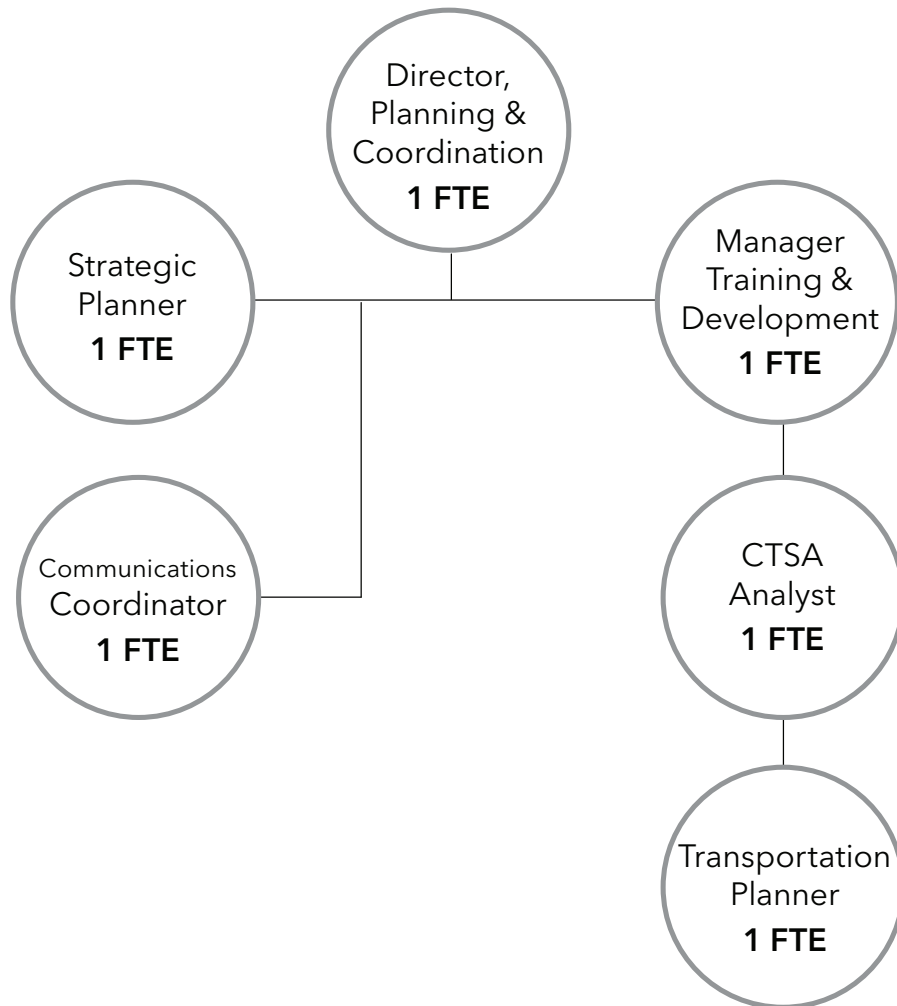 Director,
Planning &
Coordination
1 FTE
Strategic
Planner
1 FTE
Manager
Training &
Development
1 FTE
Communications
Coordinator
1 FTE
CTSA
Analyst
1 FTE
Transportation
Planner
1 FTE